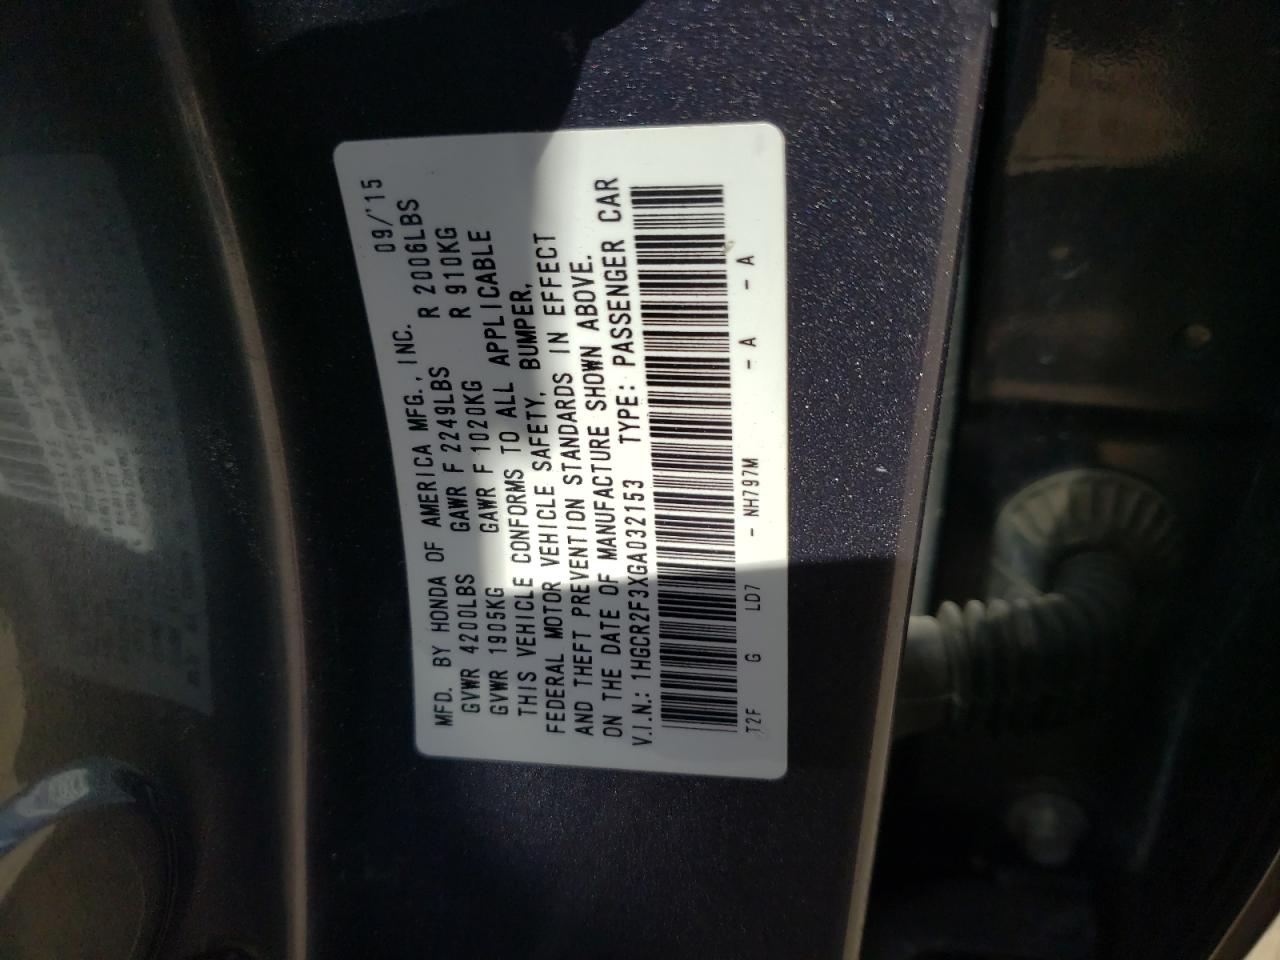 MFD. BY HONDA OF AMERICA MFG., INC. 09/'15
GVWR 4200LBS GAWR F 2249LBS R 2006LBS
GVWR 1905KG GAWR F 1020KG R 910KG
THIS VEHICLE CONFORMS TO ALL APPLICABLE
FEDERAL MOTOR VEHICLE SAFETY, BUMPER,
AND THEFT PREVENTION STANDARDS IN EFFECT
ON THE DATE OF MANUFACTURE SHOWN ABOVE.
V.I.N.: 1HGCR2F3XGA032153 TYPE: PASSENGER CAR
T2F G LD7 - NH797M - A - A